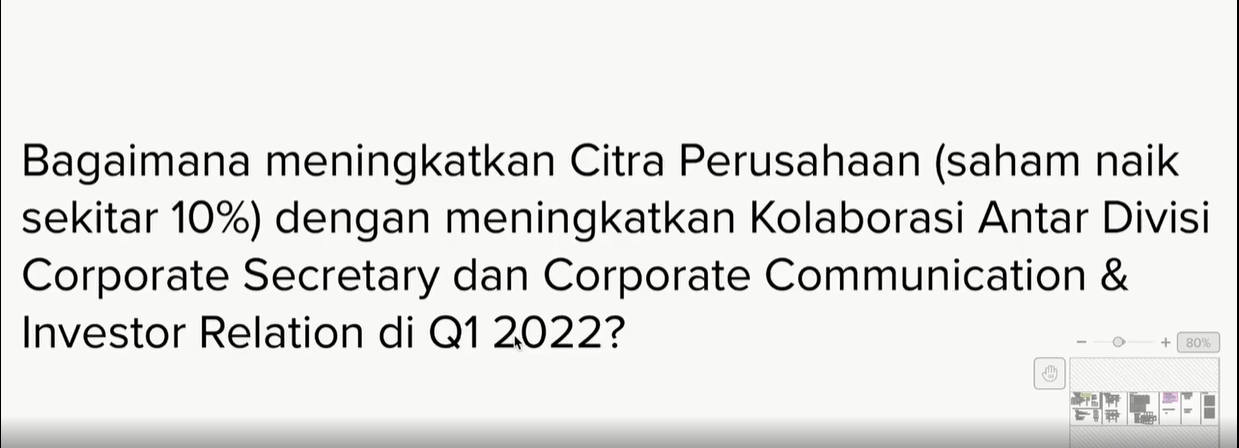 Bagaimana meningkatkan Citra Perusahaan (saham naik
sekitar 10%) dengan meningkatkan Kolaborasi Antar Divisi
Corporate Secretary dan Corporate Communication &
Investor Relation di Q1 2022?
80%